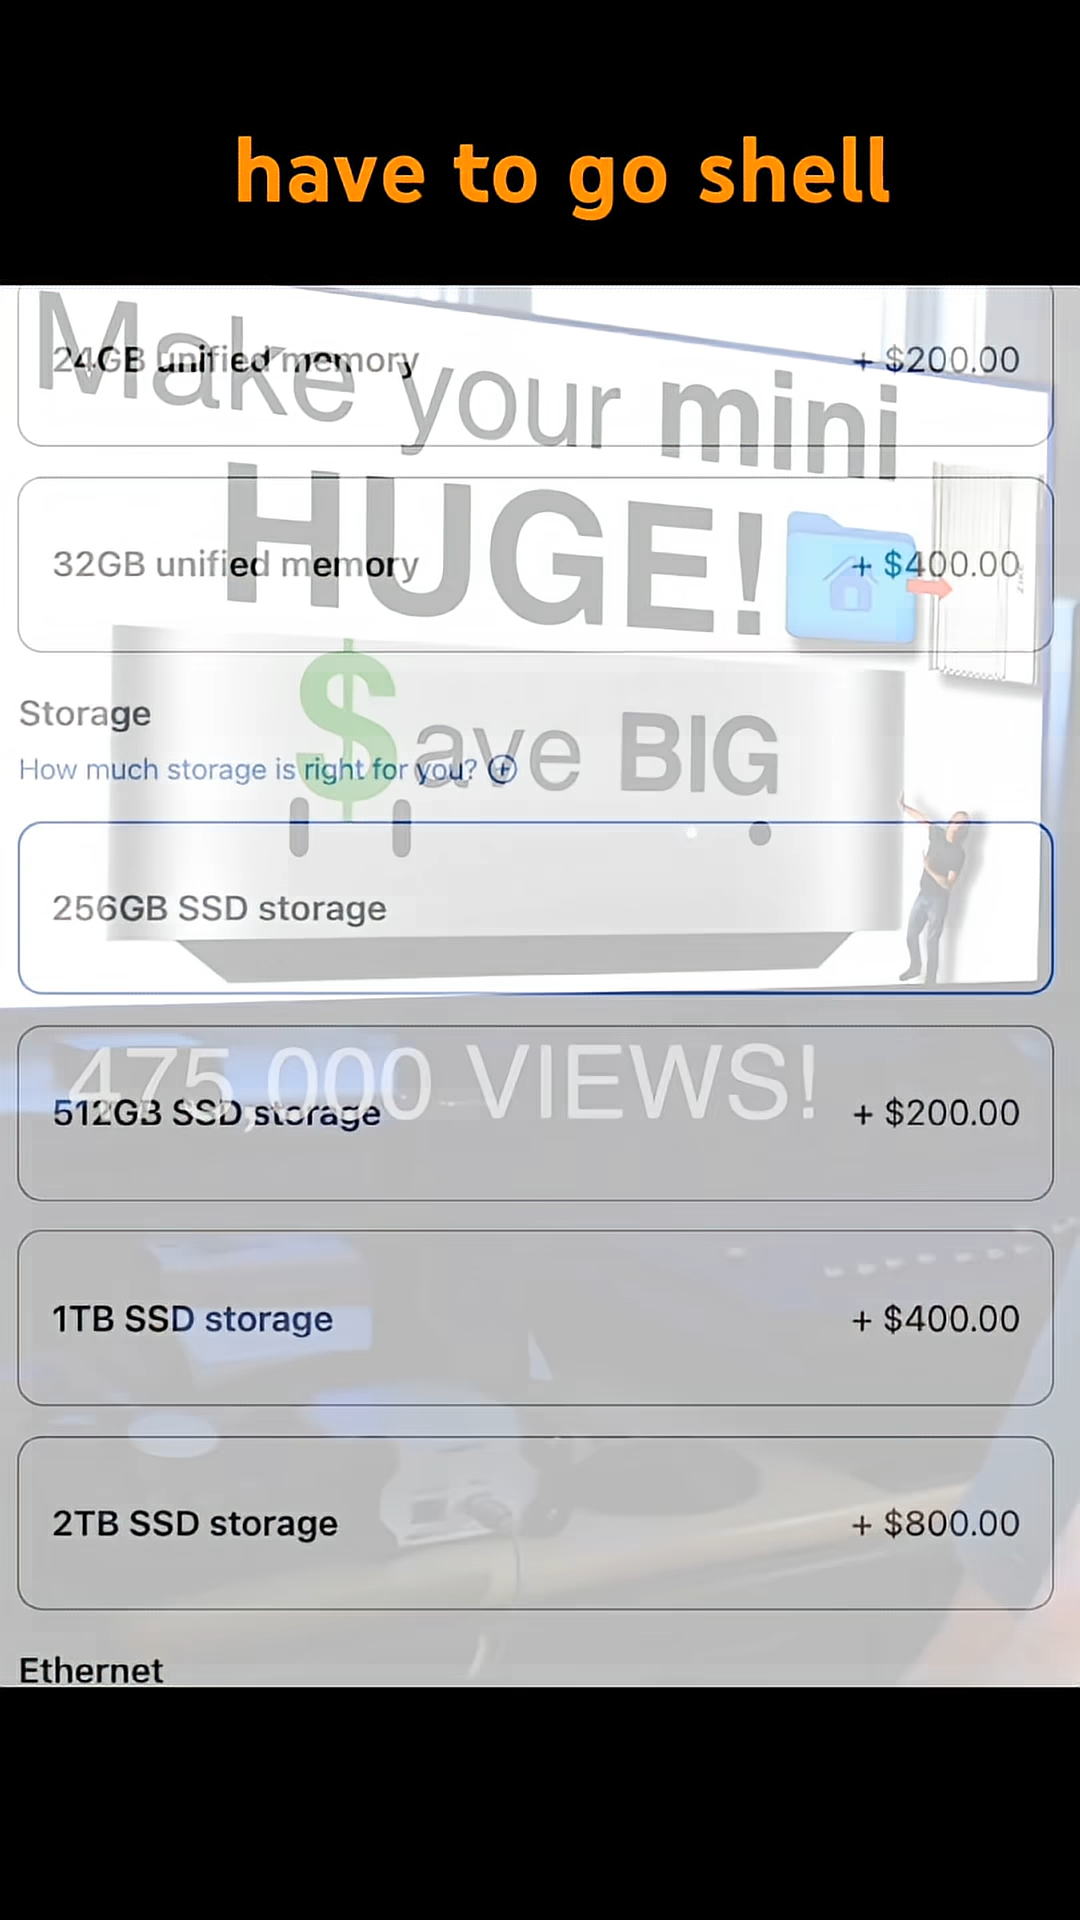 have to go shell
Make your mini
24GB unified memory + $200.00
HUGE!
32GB unified memory + $400.00
Storage
$ave BIG
How much storage is right for you?
256GB SSD storage
475,000 VIEWS!
512GB SSD storage + $200.00
1TB SSD storage + $400.00
2TB SSD storage + $800.00
Ethernet